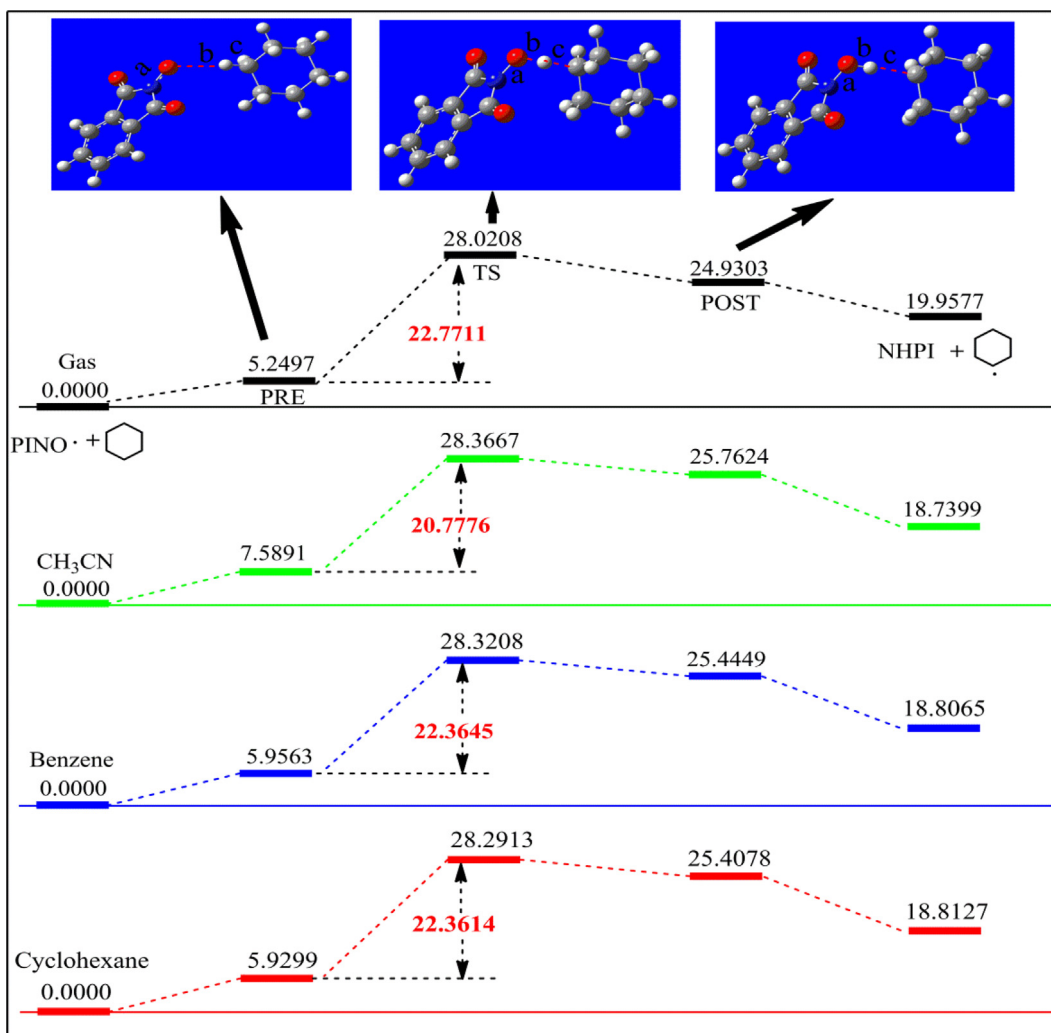 a b c
a b c
a b c
28.0208
TS
24.9303
POST
19.9577
NHPI +
22.7711
5.2497
PRE
Gas
0.0000
PINO· +
28.3667
25.7624
18.7399
20.7776
7.5891
CH₃CN
0.0000
28.3208
25.4449
18.8065
22.3645
5.9563
Benzene
0.0000
28.2913
25.4078
18.8127
22.3614
5.9299
Cyclohexane
0.0000